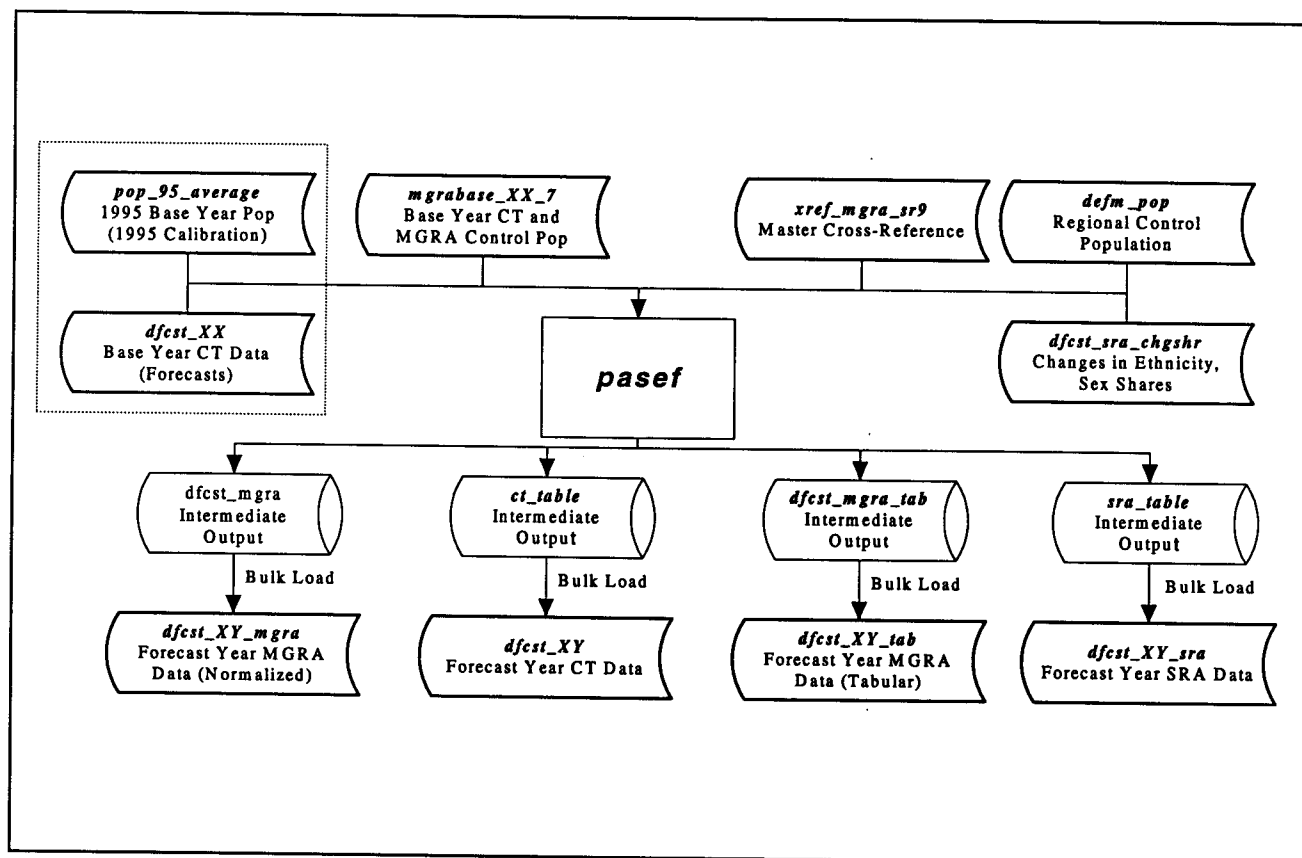 pop_95_average
1995 Base Year Pop
(1995 Calibration)
mgrabase_XX_7
Base Year CT and
MGRA Control Pop
xref_mgra_sr9
Master Cross-Reference
defm_pop
Regional Control
Population
dfcst_XX
Base Year CT Data
(Forecasts)
pasef
dfcst_sra_chgshr
Changes in Ethnicity,
Sex Shares
dfcst_mgra
Intermediate
Output
ct_table
Intermediate
Output
dfcst_mgra_tab
Intermediate
Output
sra_table
Intermediate
Output
Bulk Load
Bulk Load
Bulk Load
Bulk Load
dfcst_XY_mgra
Forecast Year MGRA
Data (Normalized)
dfcst_XY
Forecast Year CT Data
dfcst_XY_tab
Forecast Year MGRA
Data (Tabular)
dfcst_XY_sra
Forecast Year SRA Data